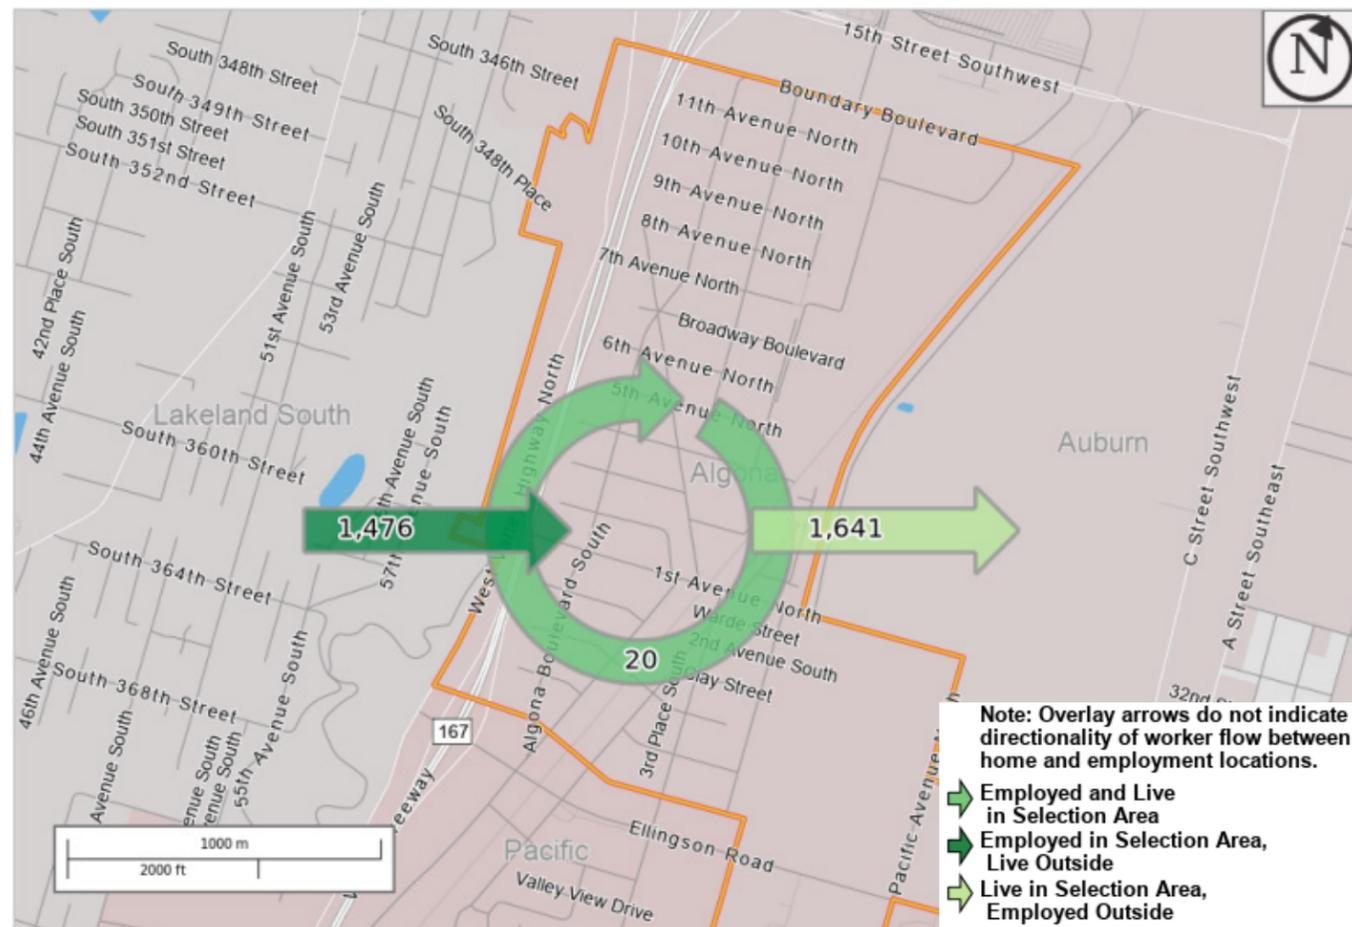 15th Street Southwest
N
South 346th Street
South 348th Street
South 349th Street
South 350th Street
South 351st Street
South 352nd Street
South 348th Place
Boundary Boulevard
11th Avenue North
10th Avenue North
9th Avenue North
8th Avenue North
7th Avenue North
Broadway Boulevard
6th Avenue North
5th Avenue North
42nd Place South
44th Avenue South
51st Avenue South
53rd Avenue South
Lakeland South
South 360th Street
Avenue South
57th Avenue South
Highway North
Algona
Auburn
C Street Southwest
A Street Southeast
1,476
1,641
20
South 364th Street
46th Avenue South
South 368th Street
55th Avenue South
Avenue South
West
Algona Boulevard South
1st Avenue North
Warde Street
2nd Avenue South
Clay Street
3rd Place South
167
32nd
Pacific Avenue
Ellingson Road
Pacific
Valley View Drive
1000 m
2000 ft
Note: Overlay arrows do not indicate
directionality of worker flow between
home and employment locations.
Employed and Live
in Selection Area
Employed in Selection Area,
Live Outside
Live in Selection Area,
Employed Outside